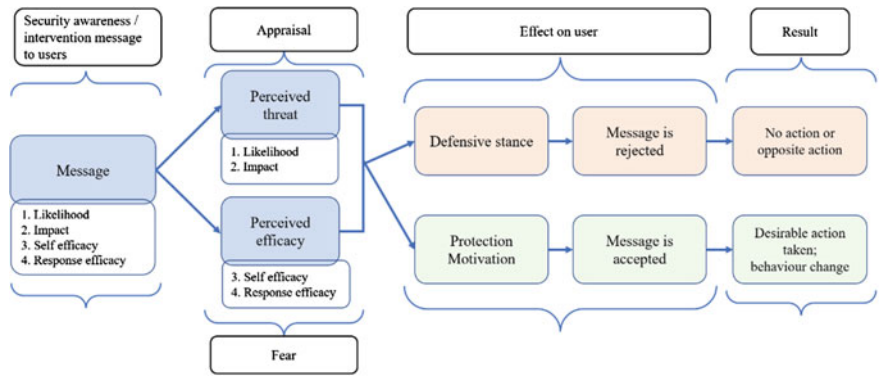 Security awareness /
intervention message
to users
Appraisal
Effect on user
Result
Message
1. Likelihood
2. Impact
3. Self efficacy
4. Response efficacy
Perceived
threat
1. Likelihood
2. Impact
Perceived
efficacy
3. Self efficacy
4. Response efficacy
Fear
Defensive stance
Message is
rejected
No action or
opposite action
Protection
Motivation
Message is
accepted
Desirable action
taken;
behaviour change